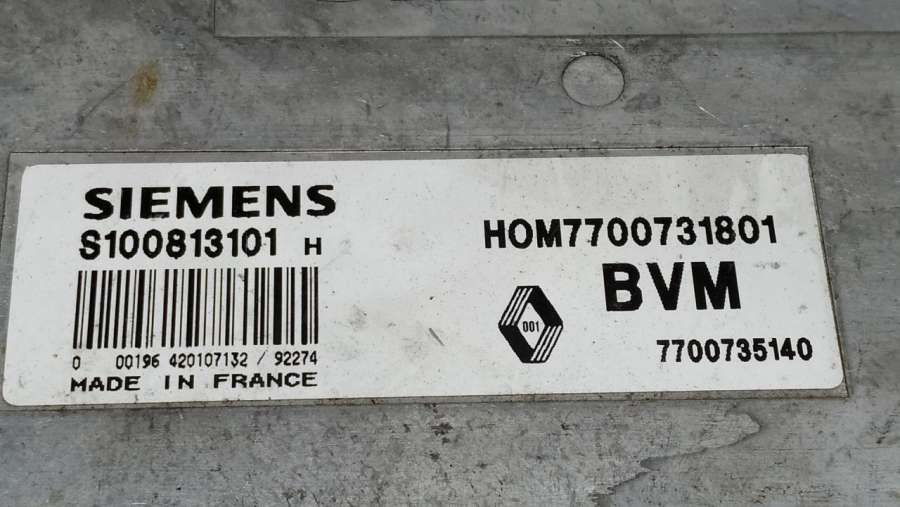 SIEMENS
S100813101 H
0 00196 420107132 / 92274
MADE IN FRANCE
HOM7700731801
BVM
001
7700735140